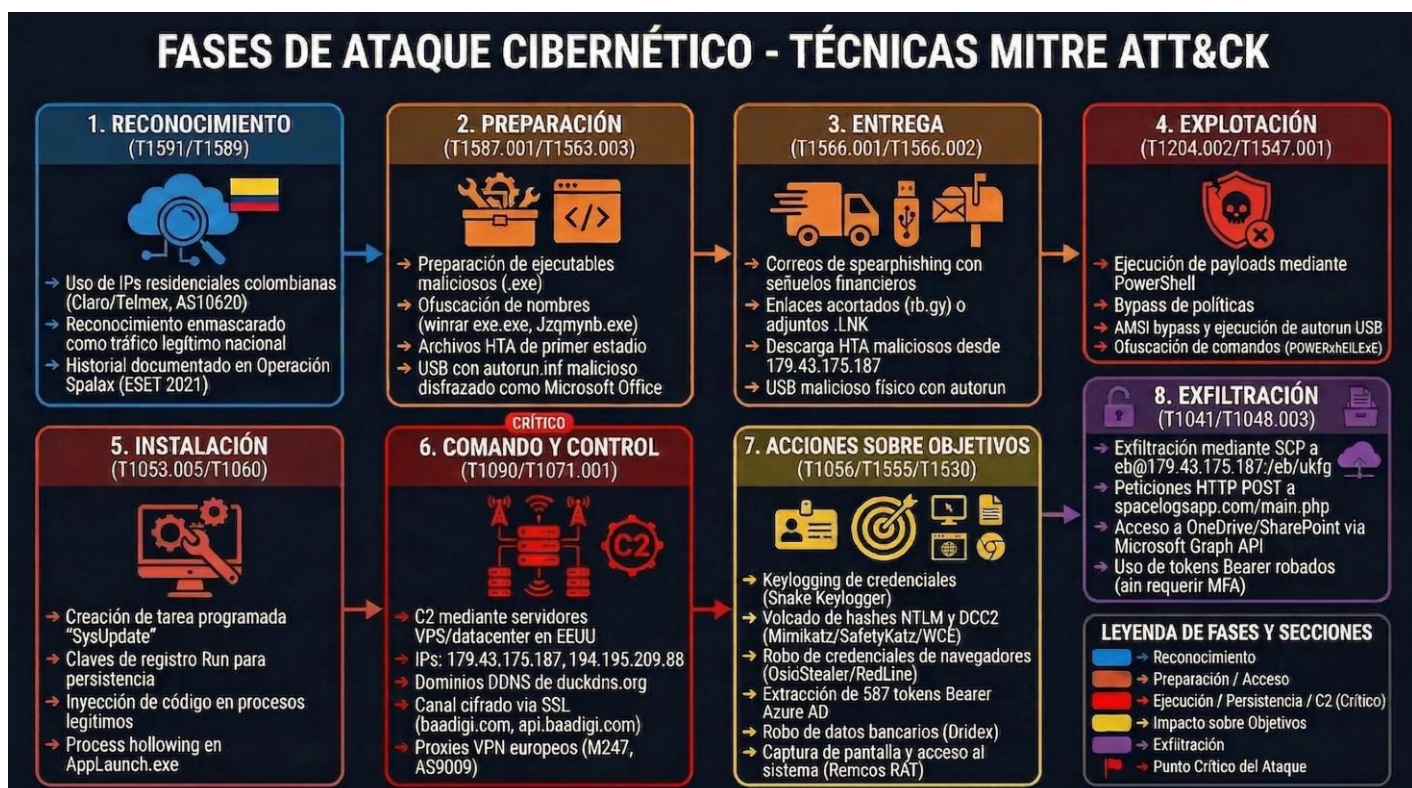 FASES DE ATAQUE CIBERNÉTICO - TÉCNICAS MITRE ATT&CK
1. RECONOCIMIENTO
(T1591/T1589)
→ Uso de IPs residenciales colombianas
(Claro/Telmex, AS10620)
→ Reconocimiento enmascarado
como tráfico legítimo nacional
→ Historial documentado en Operación
Spalax (ESET 2021)
2. PREPARACIÓN
(T1587.001/T1563.003)
</>
→ Preparación de ejecutables
maliciosos (.exe)
→ Ofuscación de nombres
(winrar exe.exe, Jzqmynb.exe)
→ Archivos HTA de primer estadio
→ USB con autorun.inf malicioso
disfrazado como Microsoft Office
3. ENTREGA
(T1566.001/T1566.002)
→ Correos de spearphishing con
señuelos financieros
→ Enlaces acortados (rb.gy) o
adjuntos .LNK
→ Descarga HTA maliciosos desde
179.43.175.187
→ USB malicioso físico con autorun
4. EXPLOTACIÓN
(T1204.002/T1547.001)
→ Ejecución de payloads mediante
PowerShell
→ Bypass de políticas
→ AMSI bypass y ejecución de autorun USB
→ Ofuscación de comandos (POWERxhElLExE)
5. INSTALACIÓN
(T1053.005/T1060)
→ Creación de tarea programada
"SysUpdate"
→ Claves de registro Run para
persistencia
→ Inyección de código en procesos
legitimos
→ Process hollowing en
AppLaunch.exe
CRÍTICO
6. COMANDO Y CONTROL
(T1090/T1071.001)
C2
→ C2 mediante servidores
VPS/datacenter en EEUU
→ IPs: 179.43.175.187, 194.195.209.88
→ Dominios DDNS de duckdns.org
→ Canal cifrado via SSL
(baadigi.com, api.baadigi.com)
→ Proxies VPN europeos (M247,
AS9009)
7. ACCIONES SOBRE OBJETIVOS
(T1056/T1555/T1530)
→ Keylogging de credenciales
(Snake Keylogger)
→ Volcado de hashes NTLM y DCC2
(Mimikatz/SafetyKatz/WCE)
→ Robo de credenciales de navegadores
(OsioStealer/RedLine)
→ Extracción de 587 tokens Bearer
Azure AD
→ Robo de datos bancarios (Dridex)
→ Captura de pantalla y acceso al
sistema (Remcos RAT)
8. EXFILTRACIÓN
(T1041/T1048.003)
→ Exfiltración mediante SCP a
eb@179.43.175.187:/eb/ukfg
→ Peticiones HTTP POST a
spacelogsapp.com/main.php
→ Acceso a OneDrive/SharePoint via
Microsoft Graph API
→ Uso de tokens Bearer robados
(ain requerir MFA)
LEYENDA DE FASES Y SECCIONES
→ Reconocimiento
→ Preparación / Acceso
→ Ejecución / Persistencia / C2 (Crítico)
→ Impacto sobre Objetivos
→ Exfiitración
→ Punto Crítico del Ataque